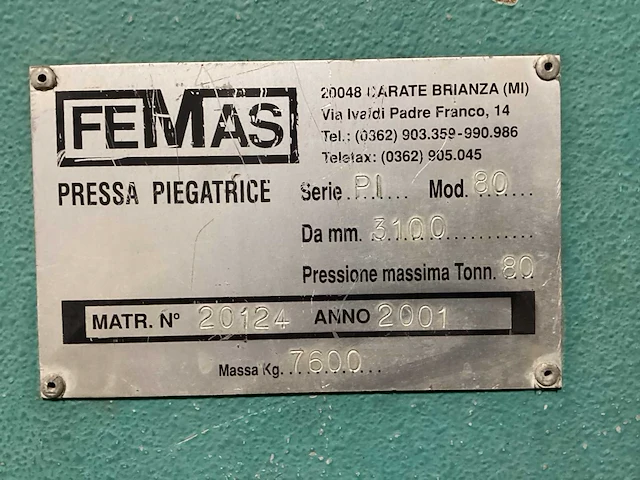 FEMAS
PRESSA PIEGATRICE
20048 CARATE BRIANZA (MI)
Via Ivaldi Padre Franco, 14
Tel.: (0362) 903.359-990.986
Telefax: (0362) 905.045
Serie PI Mod. 80
Da mm. 3100
Pressione massima Tonn. 80
MATR. N° 20124 ANNO 2001
Massa Kg. 7600